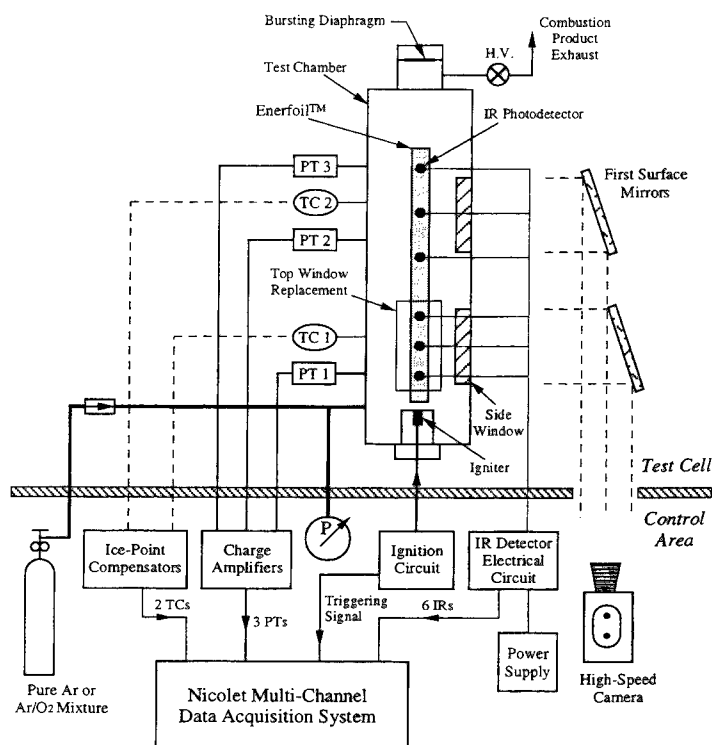 Bursting Diaphragm
Combustion
Product
Exhaust
H.V.
Test Chamber
Enerfoil™
IR Photodetector
PT 3
First Surface
Mirrors
TC 2
PT 2
Top Window
Replacement
TC 1
PT 1
Side
Window
Igniter
Test Cell
Control
Area
P
Ice-Point
Compensators
Charge
Amplifiers
Ignition
Circuit
IR Detector
Electrical
Circuit
2 TCs
3 PTs
Triggering
Signal
6 IRs
Power
Supply
Pure Ar or
Ar/O2 Mixture
Nicolet Multi-Channel
Data Acquisition System
High-Speed
Camera